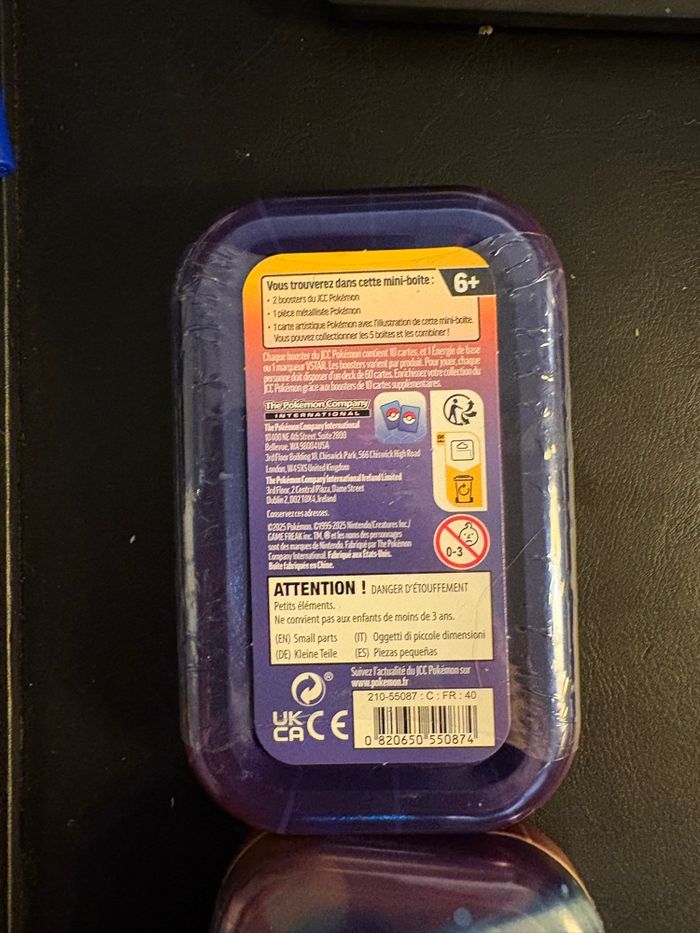 Vous trouverez dans cette mini-boîte :
6+
• 2 boosters du JCC Pokémon
• 1 pièce métallisée Pokémon
• 1 carte artistique Pokémon avec l'illustration de cette mini-boîte.
Vous pouvez collectionner les 5 boîtes et les combiner !
Chaque booster du JCC Pokémon contient 10 cartes, et 1 Énergie de base
ou 1 marqueur VSTAR. Les boosters varient par produit. Pour jouer, chaque
personne doit disposer d'un deck de 60 cartes. Enrichissez votre collection du
JCC Pokémon grâce aux boosters de 10 cartes supplémentaires.
The Pokémon Company
INTERNATIONAL
The Pokémon Company International
10400 NE 4th Street, Suite 2800
Bellevue, WA 98004 USA
3rd Floor Building 10, Chiswick Park, 566 Chiswick High Road
London, W4 5XS United Kingdom
The Pokémon Company International Ireland Limited
3rd Floor, 2 Central Plaza, Dame Street
Dublin 2, D02 T0X4, Ireland
Conservez ces adresses.
©2025 Pokémon. ©1995-2025 Nintendo/Creatures Inc./
GAME FREAK inc. TM, ® et les noms des personnages
sont des marques de Nintendo. Fabriqué par The Pokémon
Company International. Fabriqué aux États-Unis.
Boîte fabriquée en Chine.
0-3
ATTENTION ! DANGER D'ÉTOUFFEMENT
Petits éléments.
Ne convient pas aux enfants de moins de 3 ans.
(EN) Small parts (IT) Oggetti di piccole dimensioni
(DE) Kleine Teile (ES) Piezas pequeñas
Suivez l'actualité du JCC Pokémon sur
www.pokemon.fr
®
UK
CA CE
210-55087 : C : FR : 40
0 820650 550874